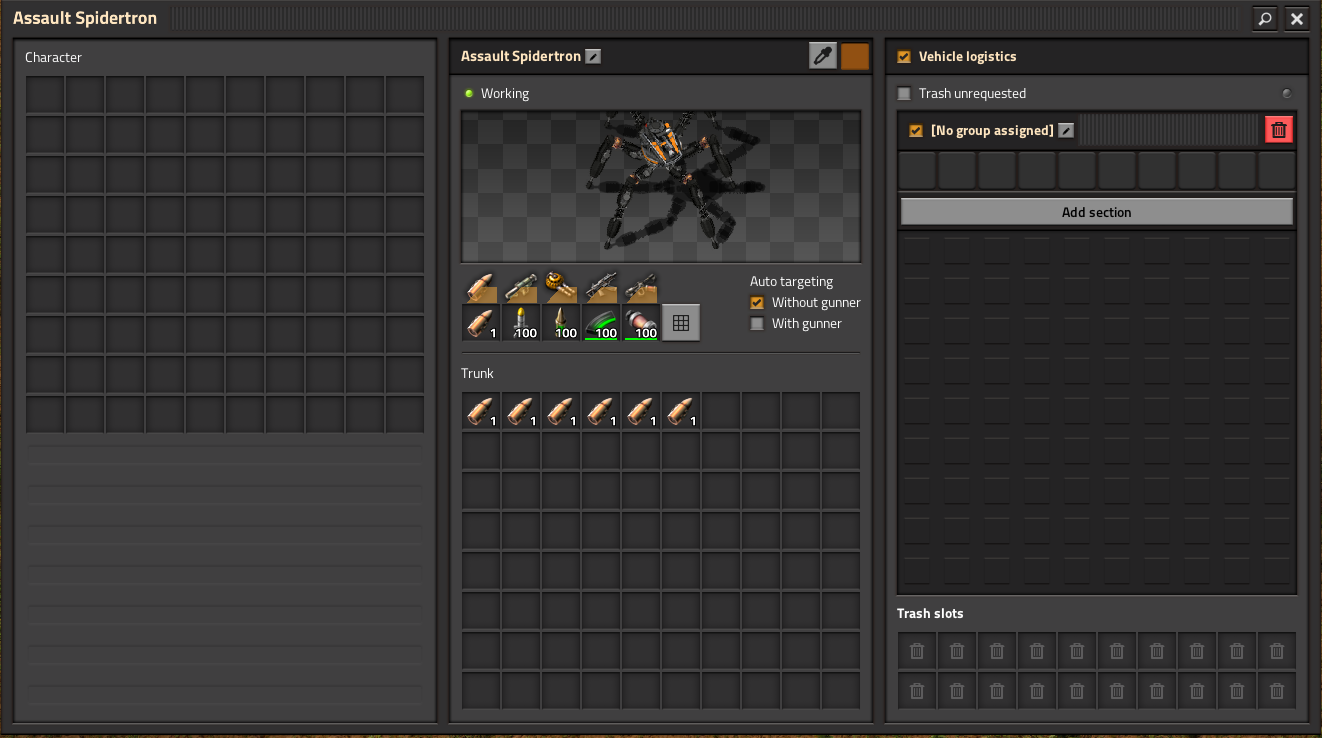 Assault Spidertron
Character
Assault Spidertron
Working
Auto targeting
Without gunner
With gunner
1 100 100 100 100
Trunk
1 1 1 1 1 1
Vehicle logistics
Trash unrequested
[No group assigned]
Add section
Trash slots